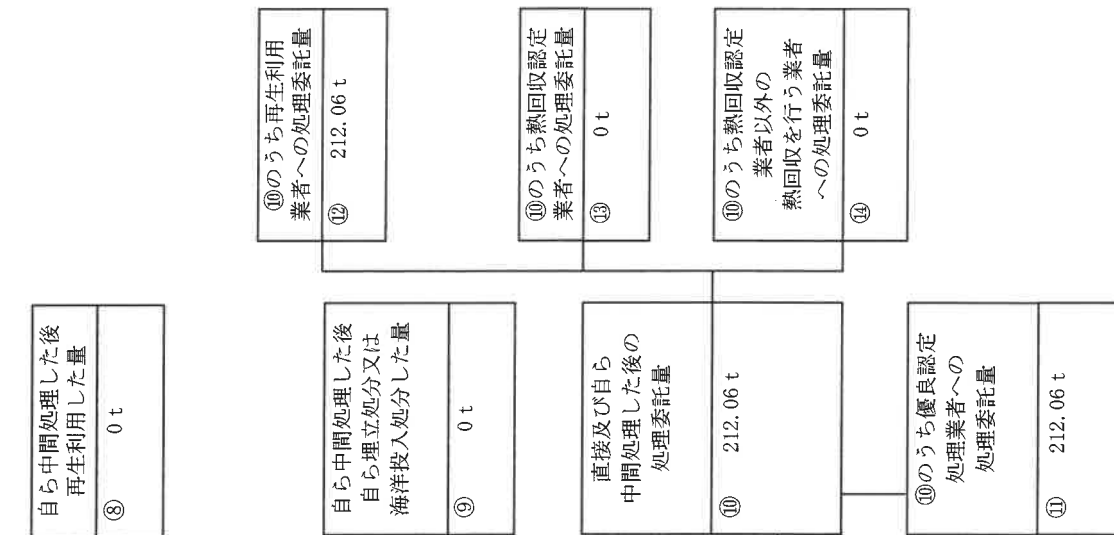 自ら中間処理した後
再生利用した量
⑧ 0 t
自ら中間処理した後
自ら埋立処分又は
海洋投入処分した量
⑨ 0 t
直接及び自ら
中間処理した後の
処理委託量
⑩ 212.06 t
⑩のうち優良認定
処理業者への
処理委託量
⑪ 212.06 t
⑩のうち再生利用
業者への処理委託量
⑫ 212.06 t
⑩のうち熱回収認定
業者への処理委託量
⑬ 0 t
⑩のうち熱回収認定
業者以外の
熱回収を行う業者
への処理委託量
⑭ 0 t